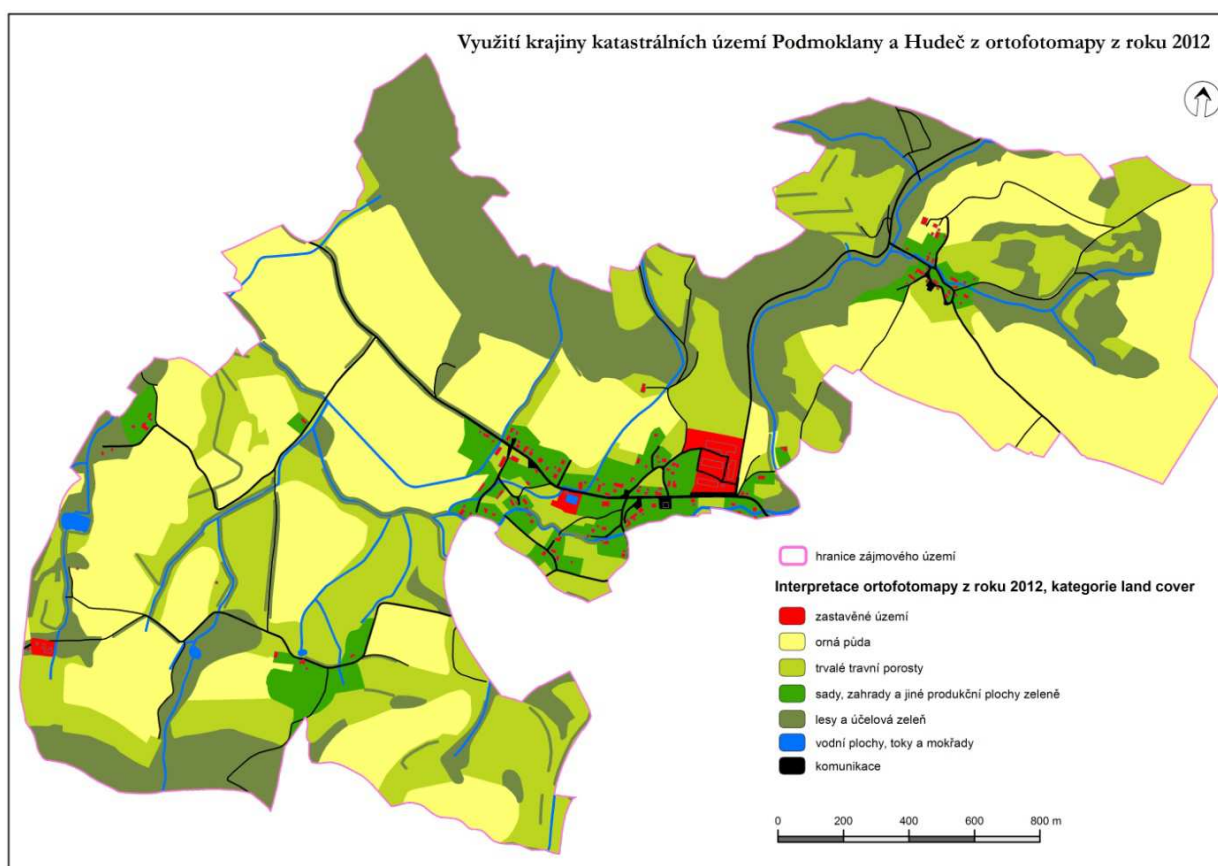 Využití krajiny katastrálních území Podmoklany a Hudeč z ortofotomapy z roku 2012
hranice zájmového území
Interpretace ortofotomapy z roku 2012, kategorie land cover
zastavěné území
orná půda
trvalé travní porosty
sady, zahrady a jiné produkční plochy zeleně
lesy a účelová zeleň
vodní plochy, toky a mokřady
komunikace
0 200 400 600 800 m